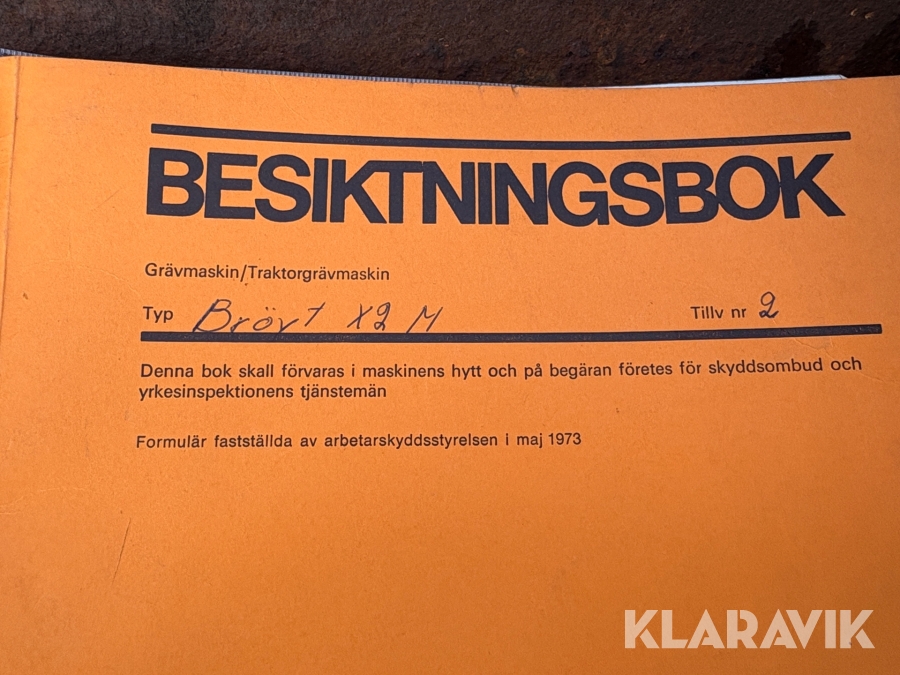 BESIKTNINGSBOK
Grävmaskin/Traktorgrävmaskin
Typ Brövt X2 M Tillv nr 2
Denna bok skall förvaras i maskinens hytt och på begäran företes för skyddsombud och
yrkesinspektionens tjänstemän
Formulär fastställda av arbetarskyddsstyrelsen i maj 1973
KLARAVIK